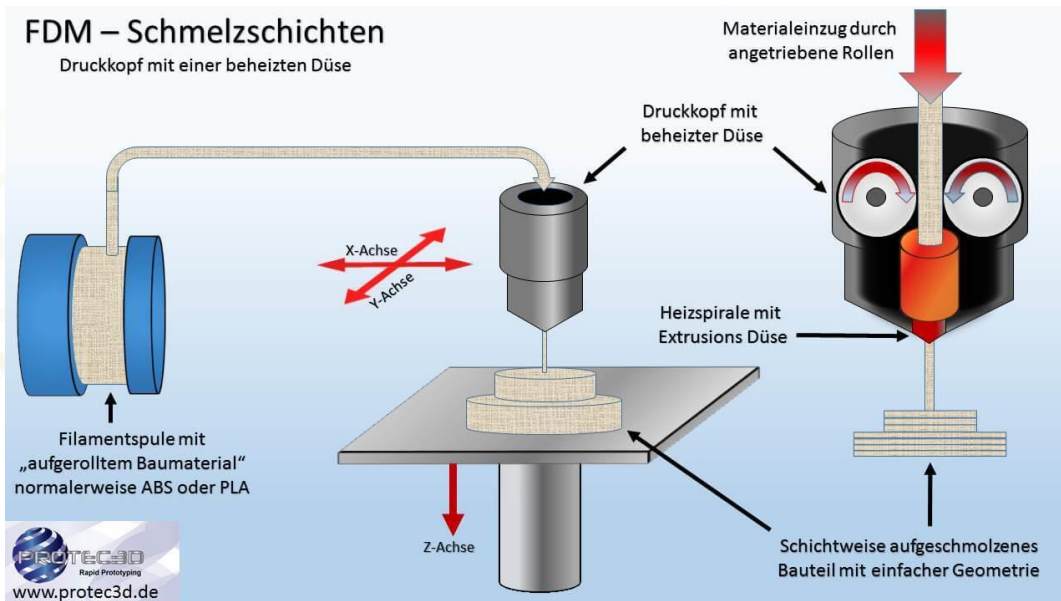 FDM – Schmelzschichten
Druckkopf mit einer beheizten Düse
Materialeinzug durch
angetriebene Rollen
Druckkopf mit
beheizter Düse
X-Achse
Y-Achse
Heizspirale mit
Extrusions Düse
Filamentspule mit
„aufgerolltem Baumaterial“
normalerweise ABS oder PLA
Z-Achse
Schichtweise aufgeschmolzenes
Bauteil mit einfacher Geometrie
PROTEC3D
Rapid Prototyping
www.protec3d.de